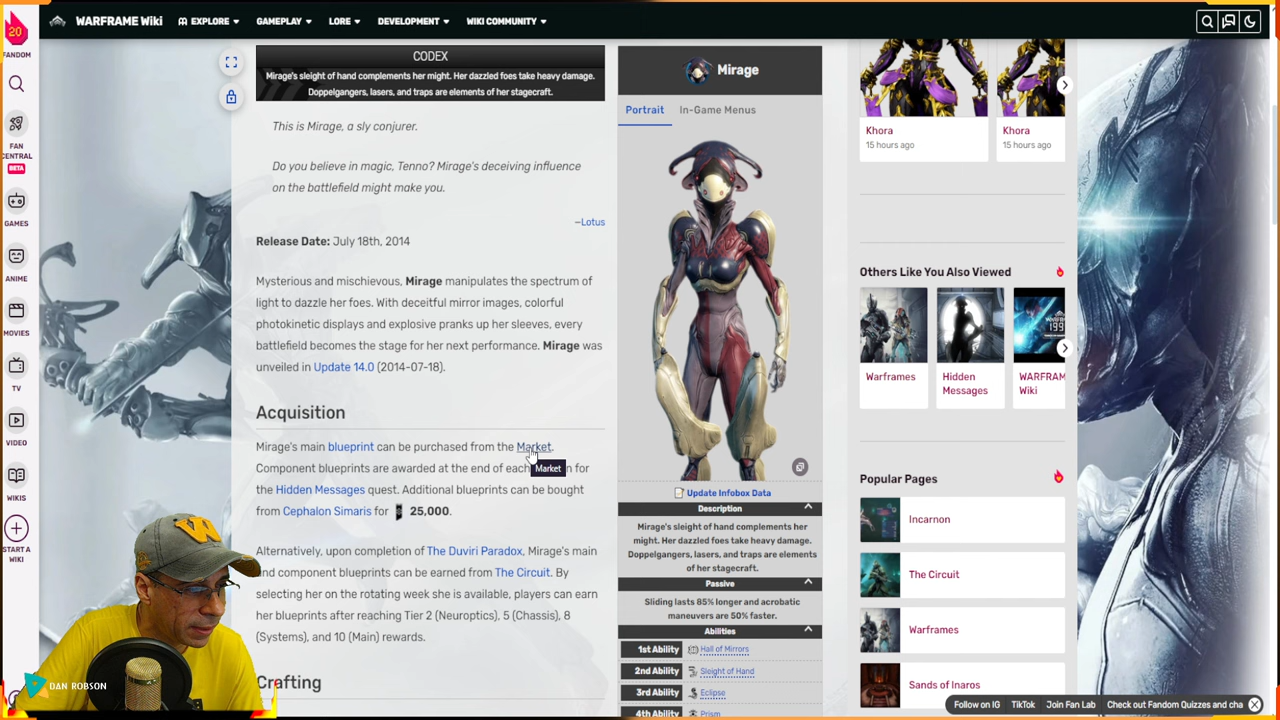 20
FANDOM
FAN
CENTRAL
BETA
GAMES
ANIME
MOVIES
TV
VIDEO
WIKIS
START A
WIKI
WARFRAME WIKI
EXPLORE
GAMEPLAY
LORE
DEVELOPMENT
WIKI COMMUNITY
CODEX
Mirage's sleight of hand complements her might. Her dazzled foes take heavy damage.
Doppelgangers, lasers, and traps are elements of her stagecraft.
This is Mirage, a sly conjurer.
Do you believe in magic, Tenno? Mirage's deceiving influence
on the battlefield might make you.
–Lotus
Release Date: July 18th, 2014
Mysterious and mischievous, Mirage manipulates the spectrum of
light to dazzle her foes. With deceitful mirror images, colorful
photokinetic displays and explosive pranks up her sleeves, every
battlefield becomes the stage for her next performance. Mirage was
unveiled in Update 14.0 (2014-07-18).
Acquisition
Mirage's main blueprint can be purchased from the Market.
Market
Component blueprints are awarded at the end of each for
the Hidden Messages quest. Additional blueprints can be bought
from Cephalon Simaris for 25,000.
Alternatively, upon completion of The Duviri Paradox, Mirage's main
and component blueprints can be earned from The Circuit. By
selecting her on the rotating week she is available, players can earn
her blueprints after reaching Tier 2 (Neuroptics), 5 (Chassis), 8
(Systems), and 10 (Main) rewards.
Crafting
Mirage
Portrait
In-Game Menus
Update Infobox Data
Description
Mirage's sleight of hand complements her
might. Her dazzled foes take heavy damage.
Doppelgangers, lasers, and traps are elements
of her stagecraft.
Passive
Sliding lasts 85% longer and acrobatic
maneuvers are 50% faster.
Abilities
1st Ability Hall of Mirrors
2nd Ability Sleight of Hand
3rd Ability Eclipse
4th Ability Prism
Khora
15 hours ago
Khora
15 hours ago
Others Like You Also Viewed
Warframes
Hidden
Messages
WARFRAM
Wiki
Popular Pages
Incarnon
The Circuit
Warframes
Sands of Inaros
Follow on IG
TikTok
Join Fan Lab
Check out Fandom Quizzes and cha
W
DAN ROBSON